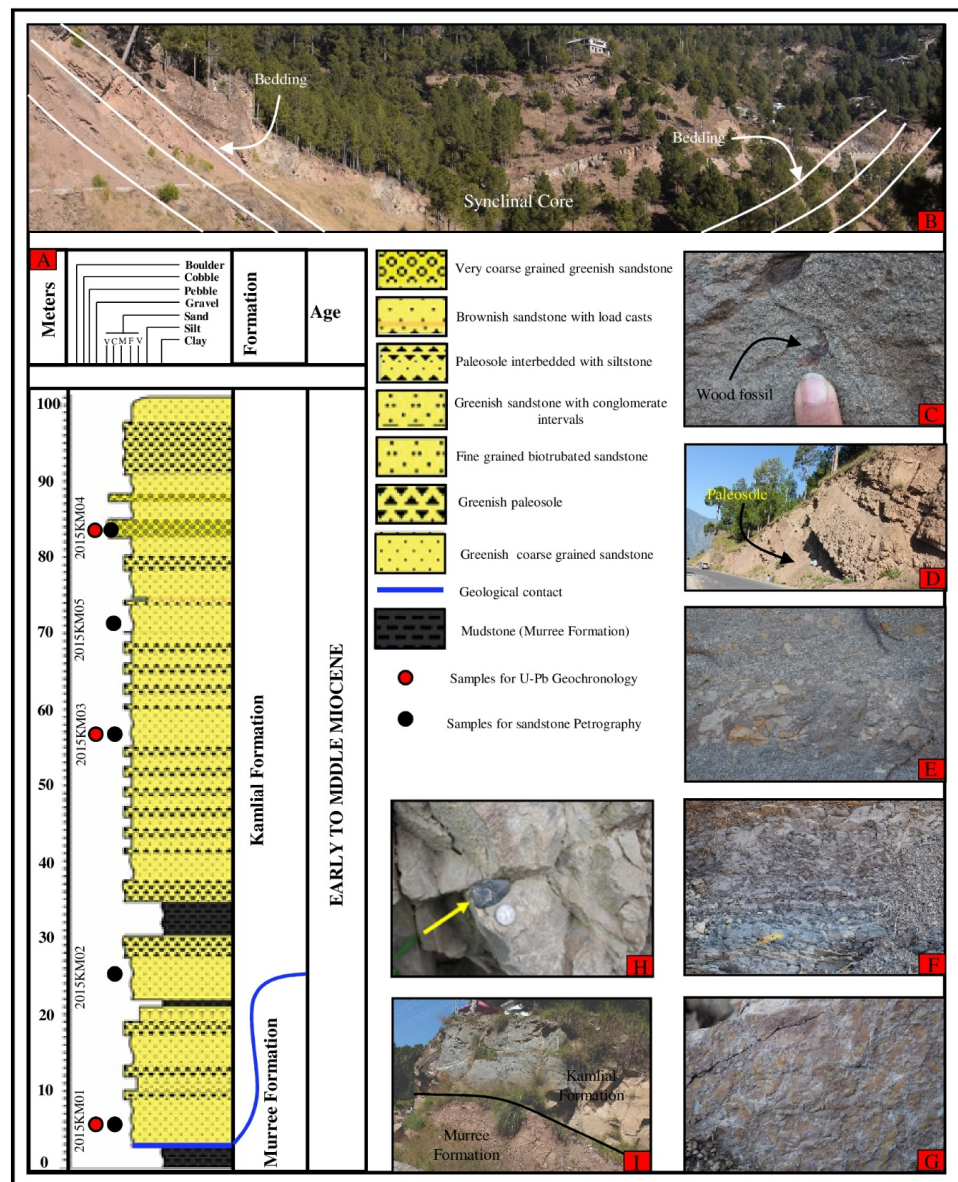 Bedding
Bedding
Synclinal Core
B
A
Meters
Boulder
Cobble
Pebble
Gravel
Sand
Silt
Clay
V C M F V
Formation
Age
100
90
80
70
60
50
40
30
20
10
0
2015KM04
2015KM05
2015KM03
2015KM02
2015KM01
Kamlial Formation
Murree Formation
EARLY TO MDDLE MIOCENE
Very coarse grained greenish sandstone
Brownish sandstone with load casts
Paleosole interbedded with siltstone
Greenish sandstone with conglomerate
intervals
Fine grained biotrubated sandstone
Greenish paleosole
Greenish coarse grained sandstone
Geological contact
Mudstone (Murree Formation)
Samples for U-Pb Geochronology
Samples for sandstone Petrography
Wood fossil
C
Paleosole
D
E
F
G
H
Kamlial
Formation
Murree
Formation
I